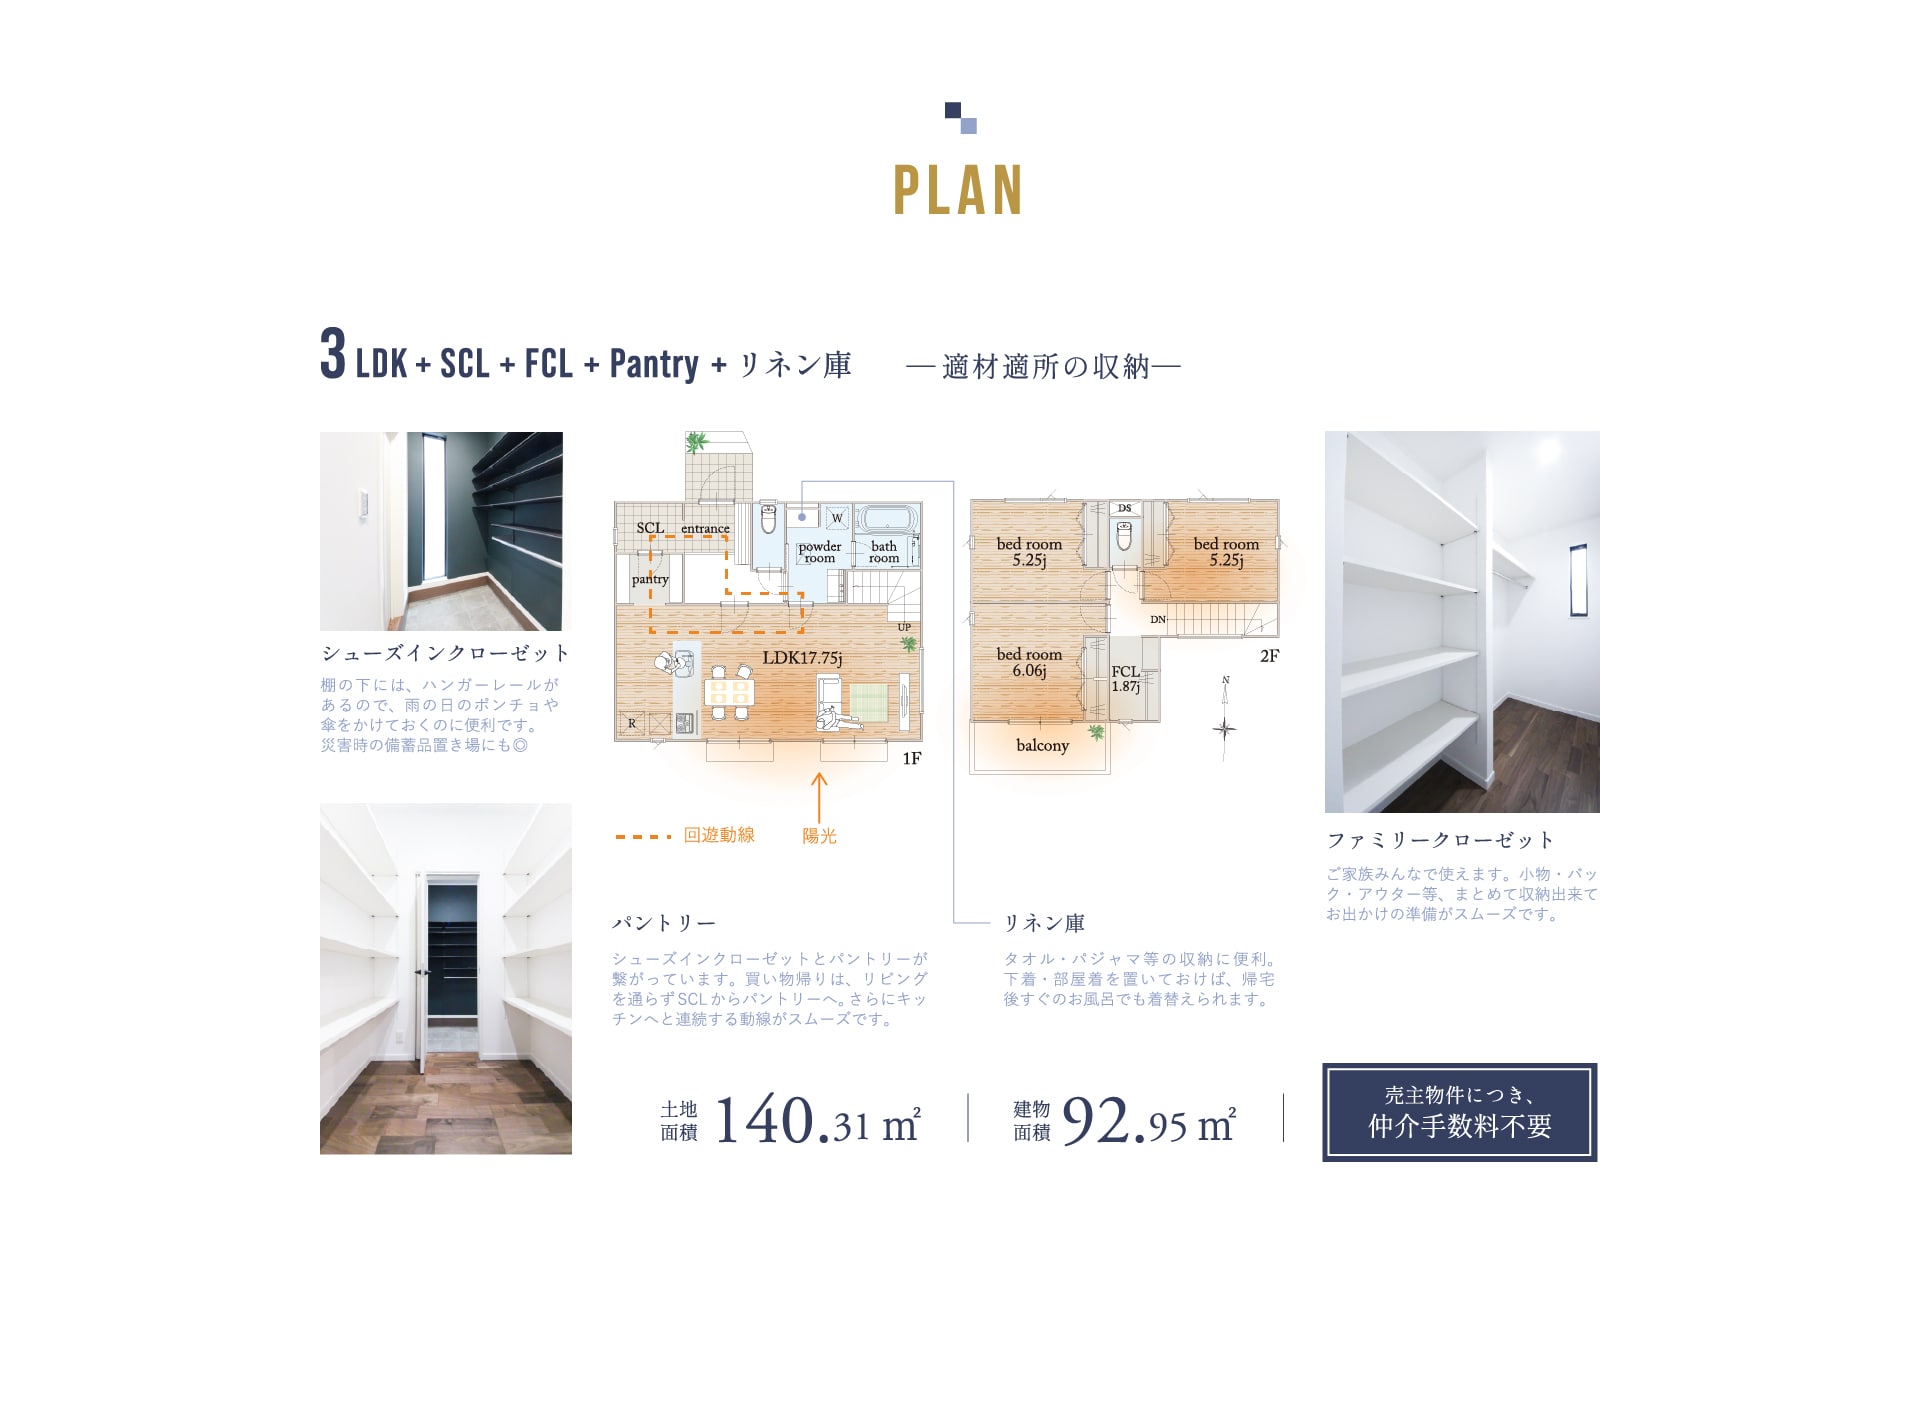 PLAN
3 LDK + SCL + FCL + Pantry + リネン庫 ―適材適所の収納―
シューズインクローゼット
棚の下には、ハンガーレールが
あるので、雨の日のポンチョや
傘をかけておくのに便利です。
災害時の備蓄品置き場にも◎
SCL
entrance
W
powder
room
bath
room
pantry
UP
LDK17.75j
R
1F
DS
bed room
5.25j
bed room
5.25j
DN
bed room
6.06j
FCL
1.87j
2F
N
balcony
回遊動線
陽光
パントリー
シューズインクローゼットとパントリーが
繋がっています。買い物帰りは、リビング
を通らずSCLからパントリーへ。さらにキッ
チンへと連続する動線がスムーズです。
リネン庫
タオル・パジャマ等の収納に便利。
下着・部屋着を置いておけば、帰宅
後すぐのお風呂でも着替えられます。
ファミリークローゼット
ご家族みんなで使えます。小物・バッ
ク・アウター等、まとめて収納出来て
お出かけの準備がスムーズです。
土地
面積
140.31㎡
建物
面積
92.95㎡
売主物件につき、
仲介手数料不要